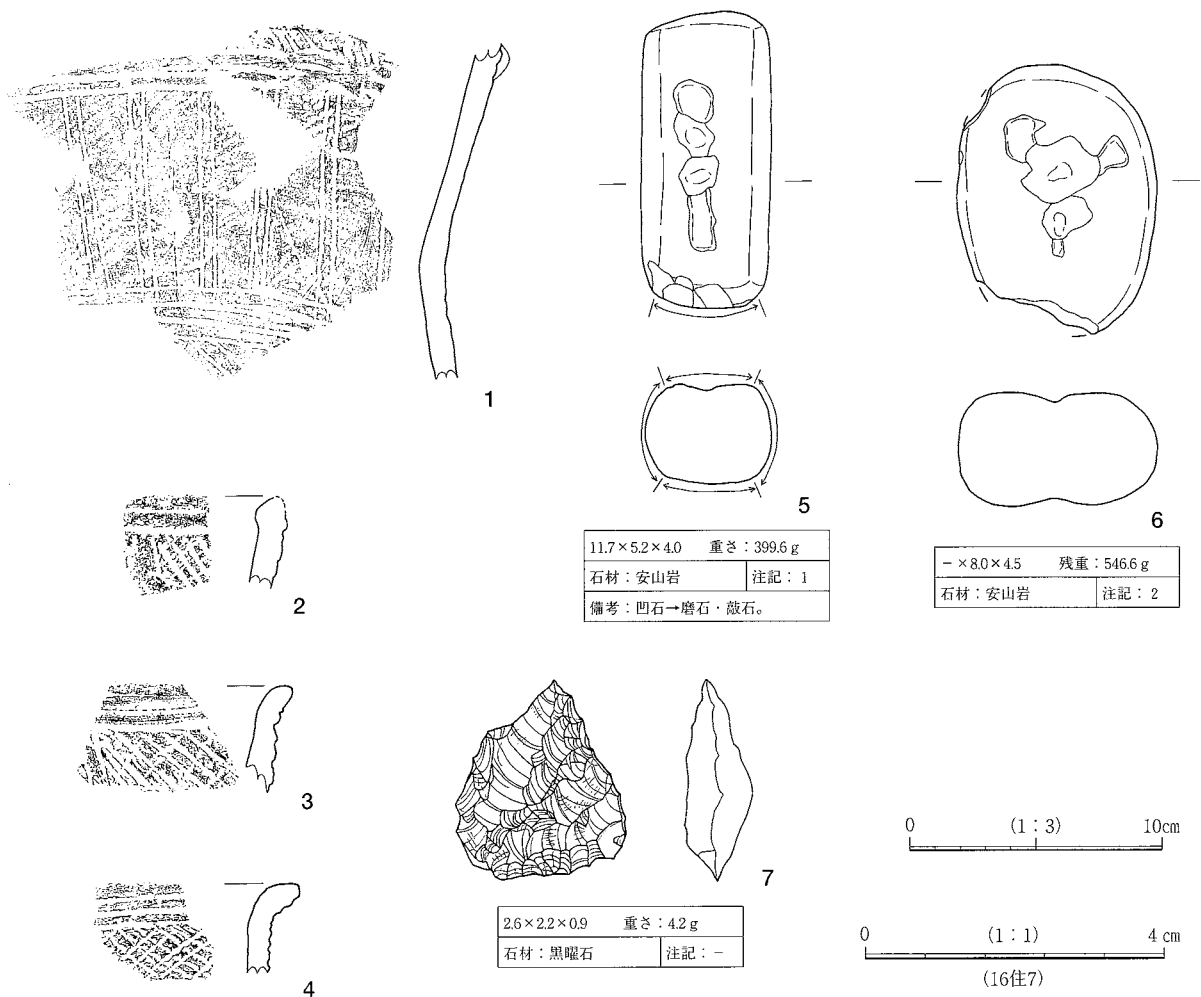 1
2
3
4
5
11.7×5.2×4.0 重さ：399.6ｇ
石材：安山岩 注記：1
備考：凹石→磨石・敲石。
6
−×8.0×4.5 残重：546.6ｇ
石材：安山岩 注記：2
7
2.6×2.2×0.9 重さ：4.2ｇ
石材：黒曜石 注記：−
0 (1：3) 10cm
0 (1：1) 4 cm
(16住7)